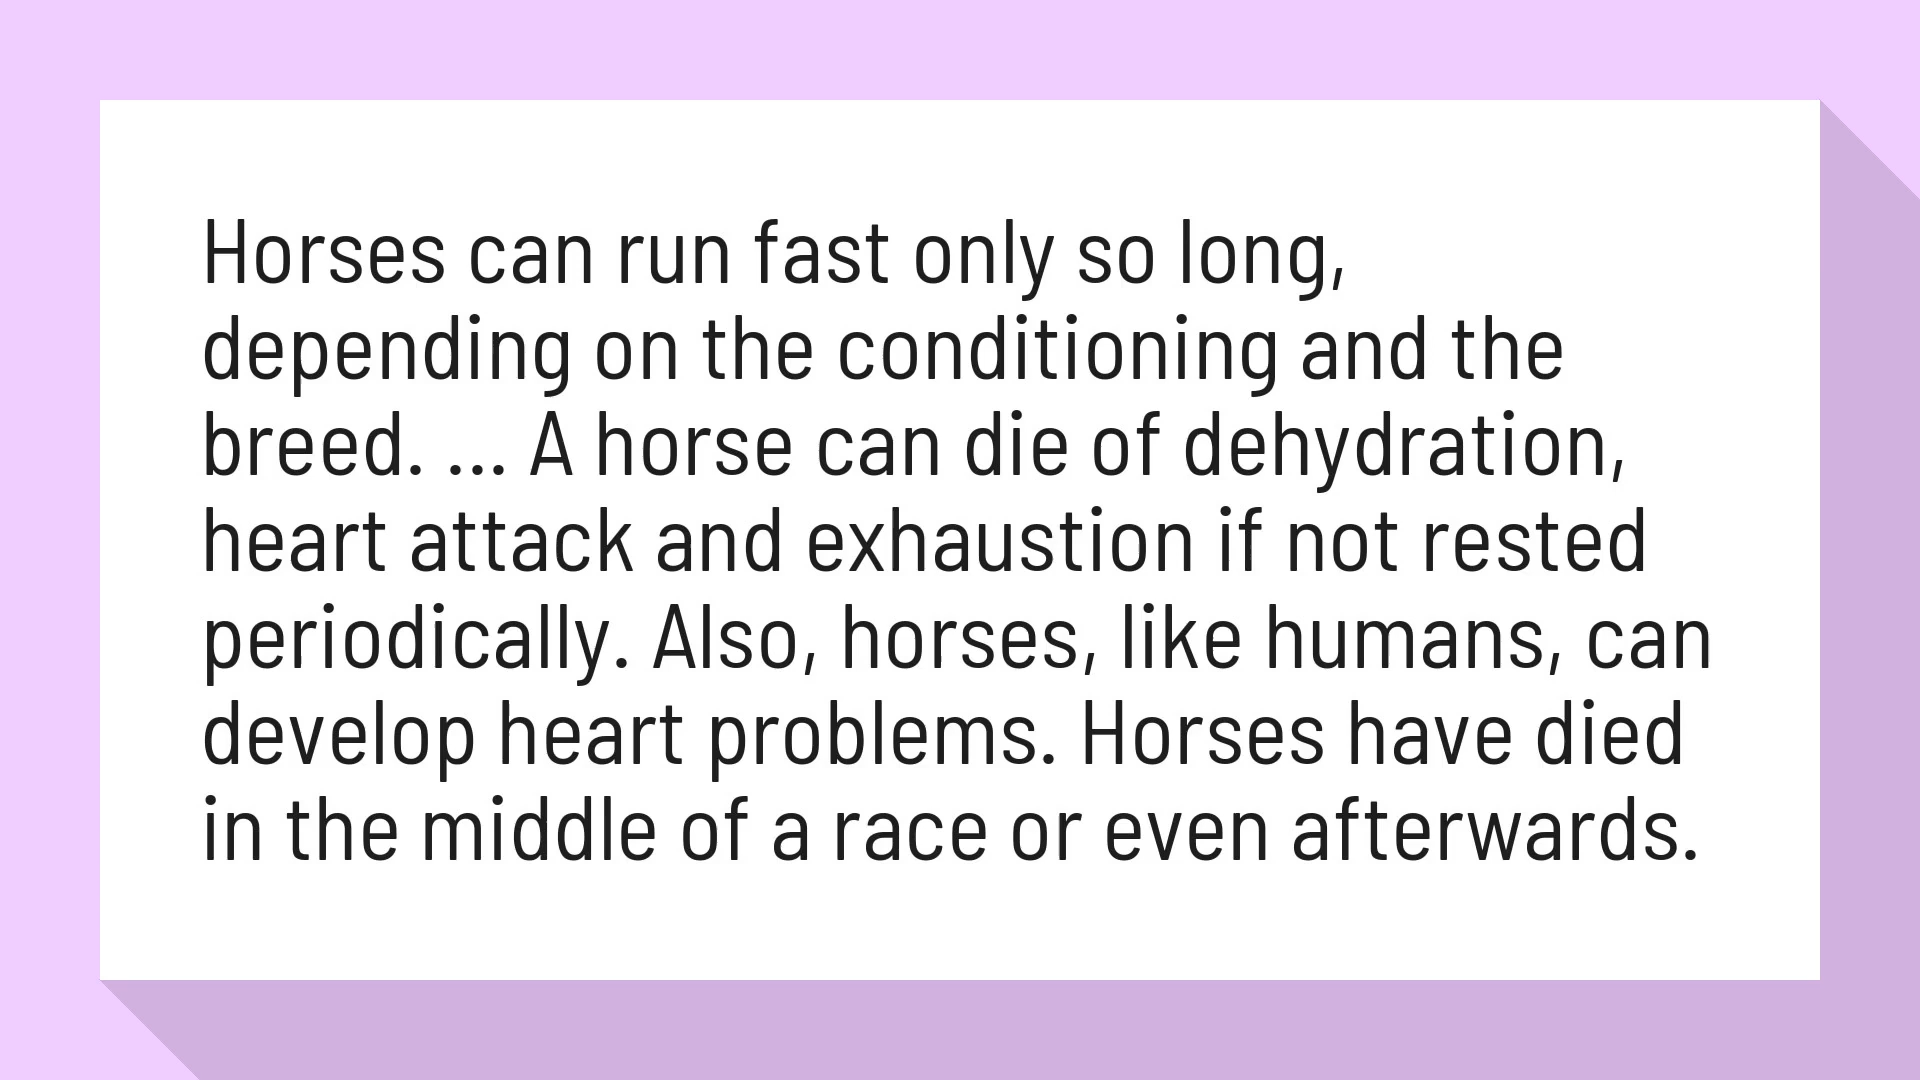 Horses can run fast only so long,
depending on the conditioning and the
breed. ... A horse can die of dehydration,
heart attack and exhaustion if not rested
periodically. Also, horses, like humans, can
develop heart problems. Horses have died
in the middle of a race or even afterwards.